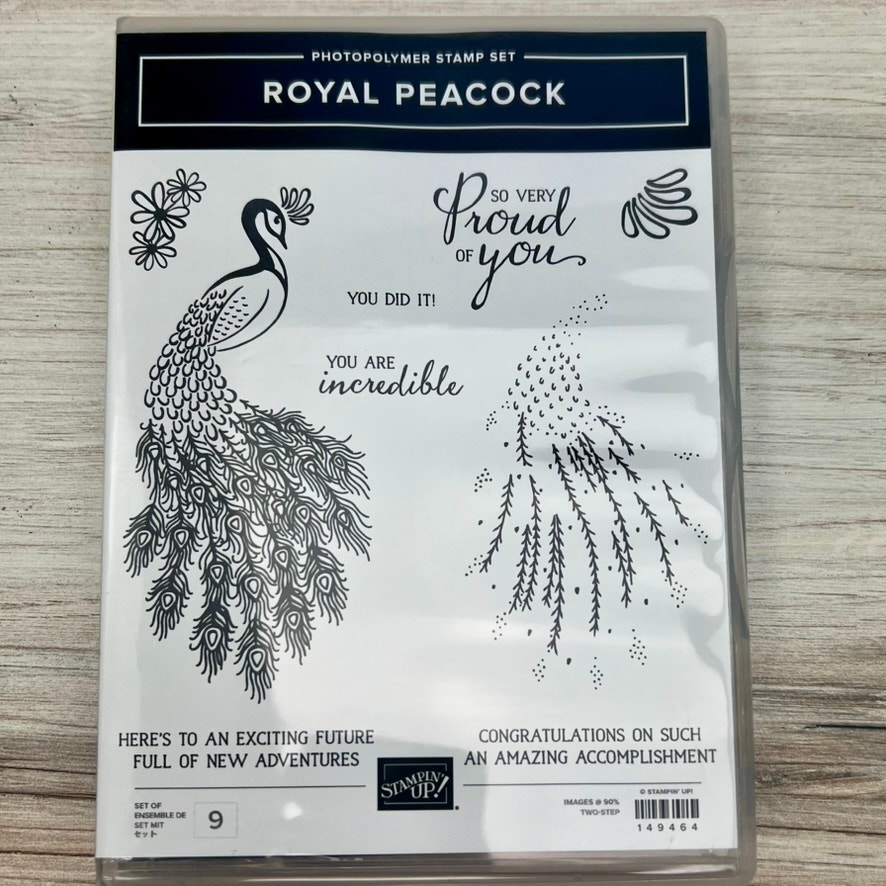 PHOTOPOLYMER STAMP SET
ROYAL PEACOCK
SO VERY
Proud
OF you
YOU DID IT!
YOU ARE
incredible
HERE'S TO AN EXCITING FUTURE
FULL OF NEW ADVENTURES
CONGRATULATIONS ON SUCH
AN AMAZING ACCOMPLISHMENT
STAMPIN'
UP!
SET OF
ENSEMBLE DE
SET MIT
セット
9
IMAGES @ 90%
TWO-STEP
© STAMPIN' UP!
149464